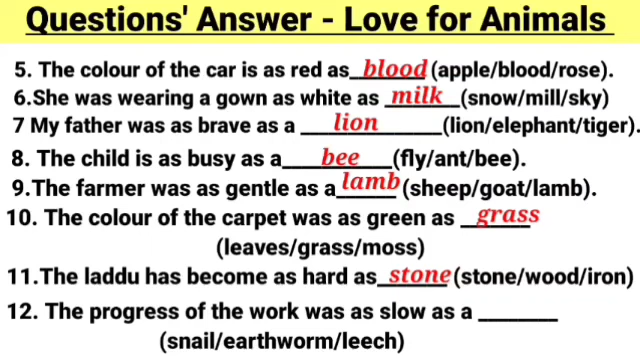 Questions' Answer - Love for Animals
5. The colour of the car is as red as blood (apple/blood/rose).
6.She was wearing a gown as white as milk (snow/mill/sky)
7 My father was as brave as a lion (lion/elephant/tiger).
8. The child is as busy as a bee (fly/ant/bee).
9.The farmer was as gentle as a lamb (sheep/goat/lamb).
10. The colour of the carpet was as green as grass
(leaves/grass/moss)
11.The laddu has become as hard as stone (stone/wood/iron)
12. The progress of the work was as slow as a ________
(snail/earthworm/leech)